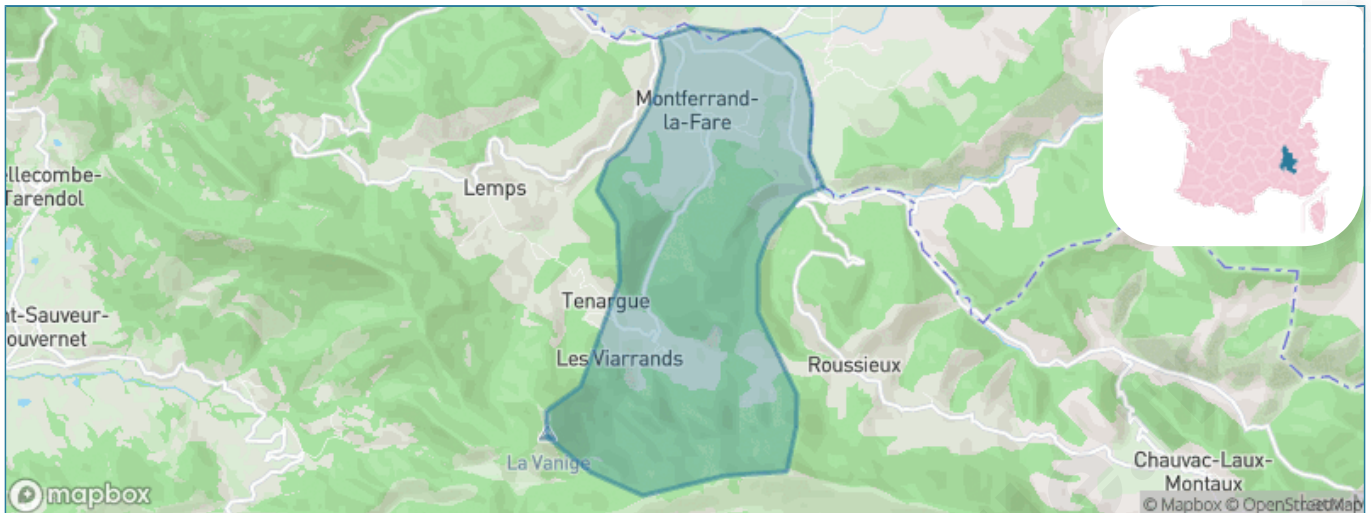 Montferrand-
la-Fare
ellecombe-
Tarendol
Lemps
Tenargue
nt-Sauveur-
ouvernet
Les Viarrands
Roussieux
La Vanige
Chauvac-Laux-
Montaux
mapbox
© Mapbox © OpenStreetMap